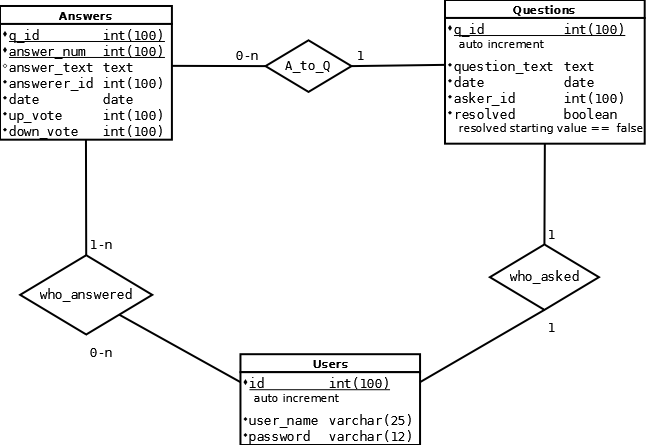 Answers
q_id int(100)
answer_num int(100)
answer_text text
answerer_id int(100)
date date
up_vote int(100)
down_vote int(100)
0-n
A_to_Q
1
Questions
q_id int(100)
auto increment
question_text text
date date
asker_id int(100)
resolved boolean
resolved starting value == false
1-n
who_answered
0-n
1
who_asked
1
Users
id int(100)
auto increment
user_name varchar(25)
password varchar(12)